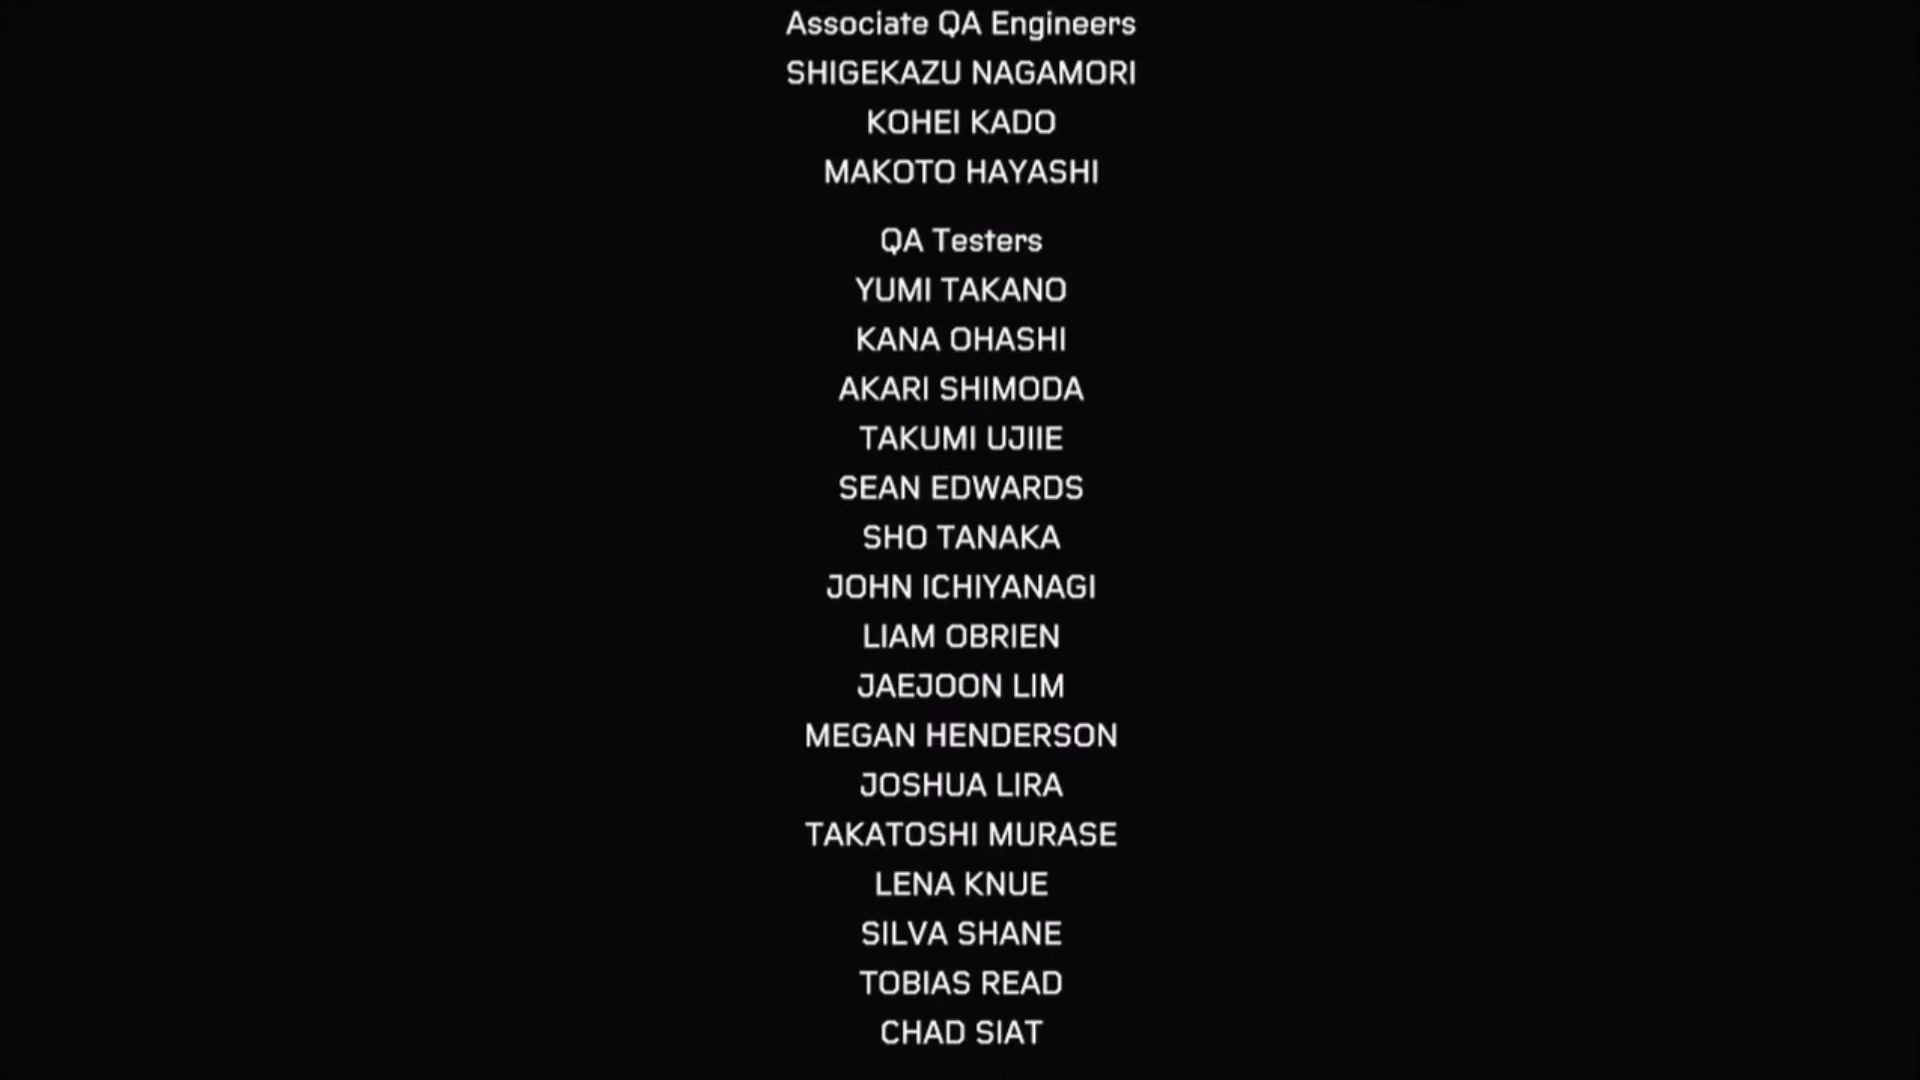 Associate QA Engineers
SHIGEKAZU NAGAMORI
KOHEI KADO
MAKOTO HAYASHI
QA Testers
YUMI TAKANO
KANA OHASHI
AKARI SHIMODA
TAKUMI UJIIE
SEAN EDWARDS
SHO TANAKA
JOHN ICHIYANAGI
LIAM OBRIEN
JAEJOON LIM
MEGAN HENDERSON
JOSHUA LIRA
TAKATOSHI MURASE
LENA KNUE
SILVA SHANE
TOBIAS READ
CHAD SIAT